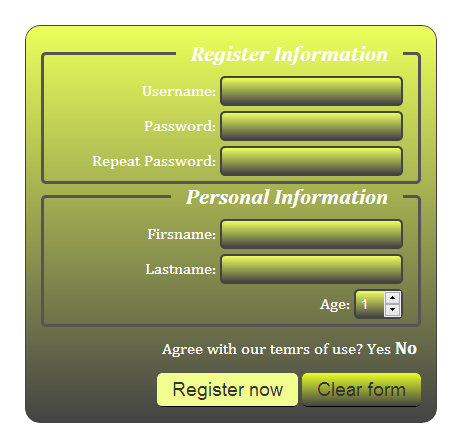 Register Information
Username:
Password:
Repeat Password:
Personal Information
Firsname:
Lastname:
Age: 1
Agree with our temrs of use? Yes No
Register now Clear form